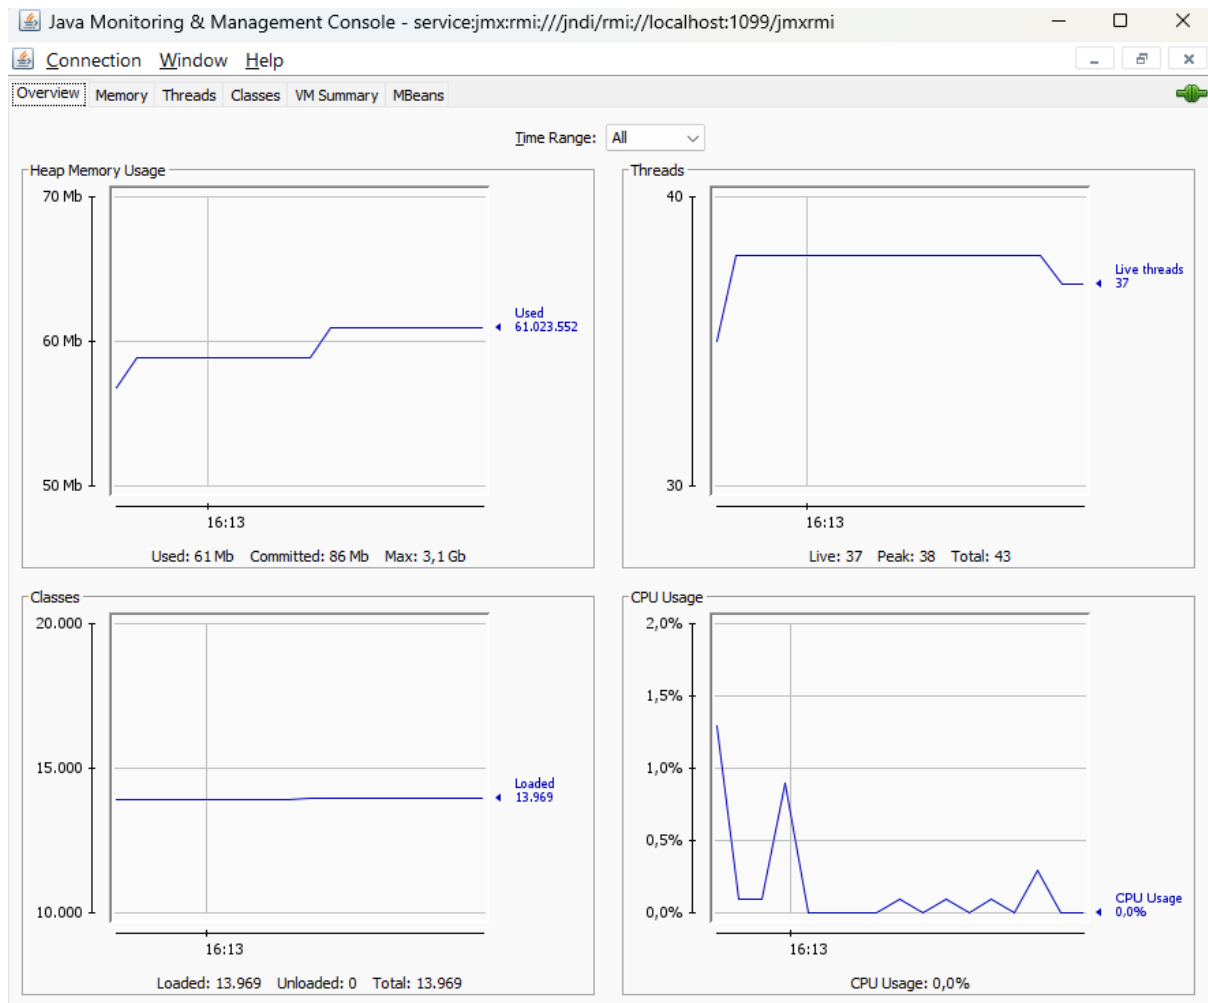 Java Monitoring & Management Console - service:jmx:rmi:///jndi/rmi://localhost:1099/jmxrmi
Connection Window Help
Overview Memory Threads Classes VM Summary MBeans
Time Range: All
Heap Memory Usage
70 Mb
60 Mb
50 Mb
Used
61.023.552
16:13
Used: 61 Mb Committed: 86 Mb Max: 3,1 Gb
Threads
40
30
Live threads
37
16:13
Live: 37 Peak: 38 Total: 43
Classes
20.000
15.000
10.000
Loaded
13.969
16:13
Loaded: 13.969 Unloaded: 0 Total: 13.969
CPU Usage
2,0%
1,5%
1,0%
0,5%
0,0%
CPU Usage
0,0%
16:13
CPU Usage: 0,0%